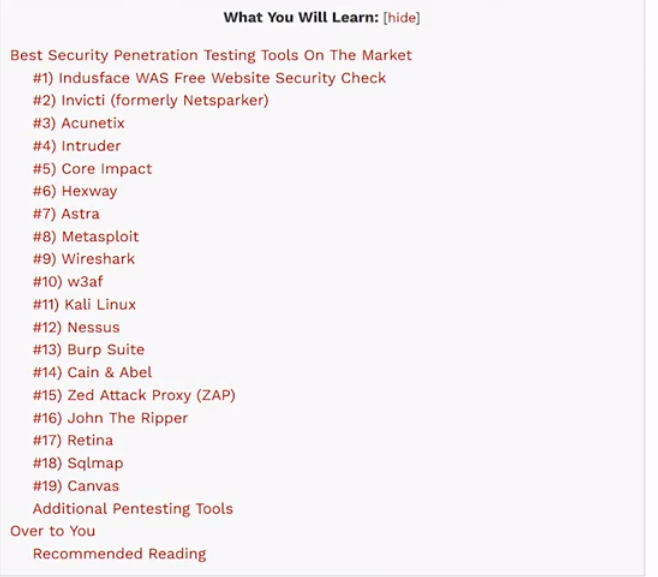 What You Will Learn: [hide]
Best Security Penetration Testing Tools On The Market
#1) Indusface WAS Free Website Security Check
#2) Invicti (formerly Netsparker)
#3) Acunetix
#4) Intruder
#5) Core Impact
#6) Hexway
#7) Astra
#8) Metasploit
#9) Wireshark
#10) w3af
#11) Kali Linux
#12) Nessus
#13) Burp Suite
#14) Cain & Abel
#15) Zed Attack Proxy (ZAP)
#16) John The Ripper
#17) Retina
#18) Sqlmap
#19) Canvas
Additional Pentesting Tools
Over to You
Recommended Reading